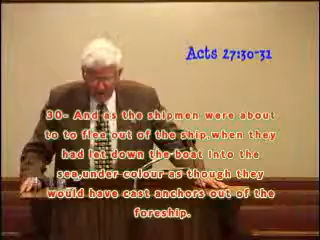 Acts 27:30-31
30- And as the shipmen were about
to to flee out of the ship,when they
had let down the boat into the
sea,under colour as though they
would have cast anchors out of the
foreship.